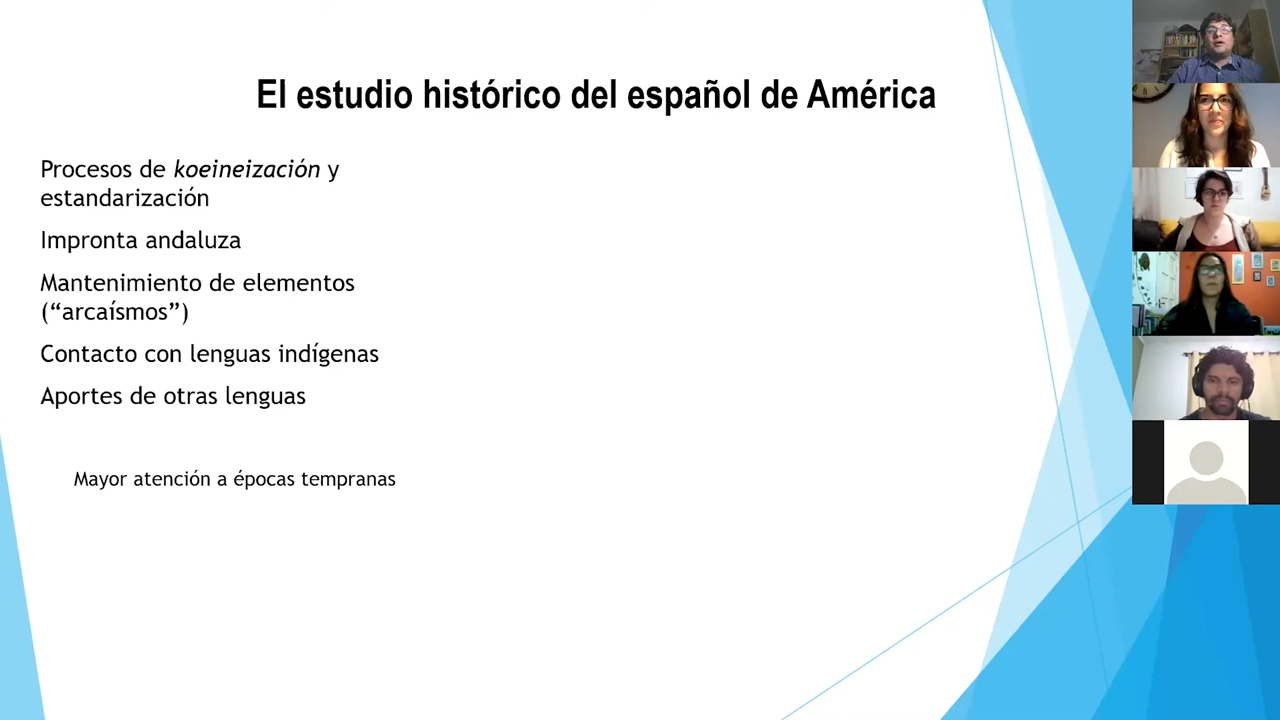 El estudio histórico del español de América
Procesos de koeineización y
estandarización
Impronta andaluza
Mantenimiento de elementos
(“arcaísmos”)
Contacto con lenguas indígenas
Aportes de otras lenguas
Mayor atención a épocas tempranas